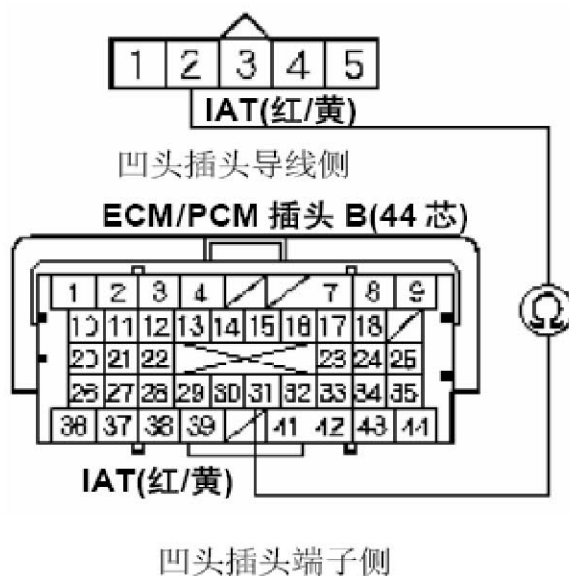 1 2 3 4 5
IAT(红/黄)
凹头插头导线侧
ECM/PCM 插头 B(44 芯)
1 2 3 4 7 8 9
10 11 12 13 14 15 16 17 18
20 21 22 23 24 25
Ω
26 27 28 29 30 31 32 33 34 35
36 37 38 39 41 42 43 44
IAT(红/黄)
凹头插头端子侧